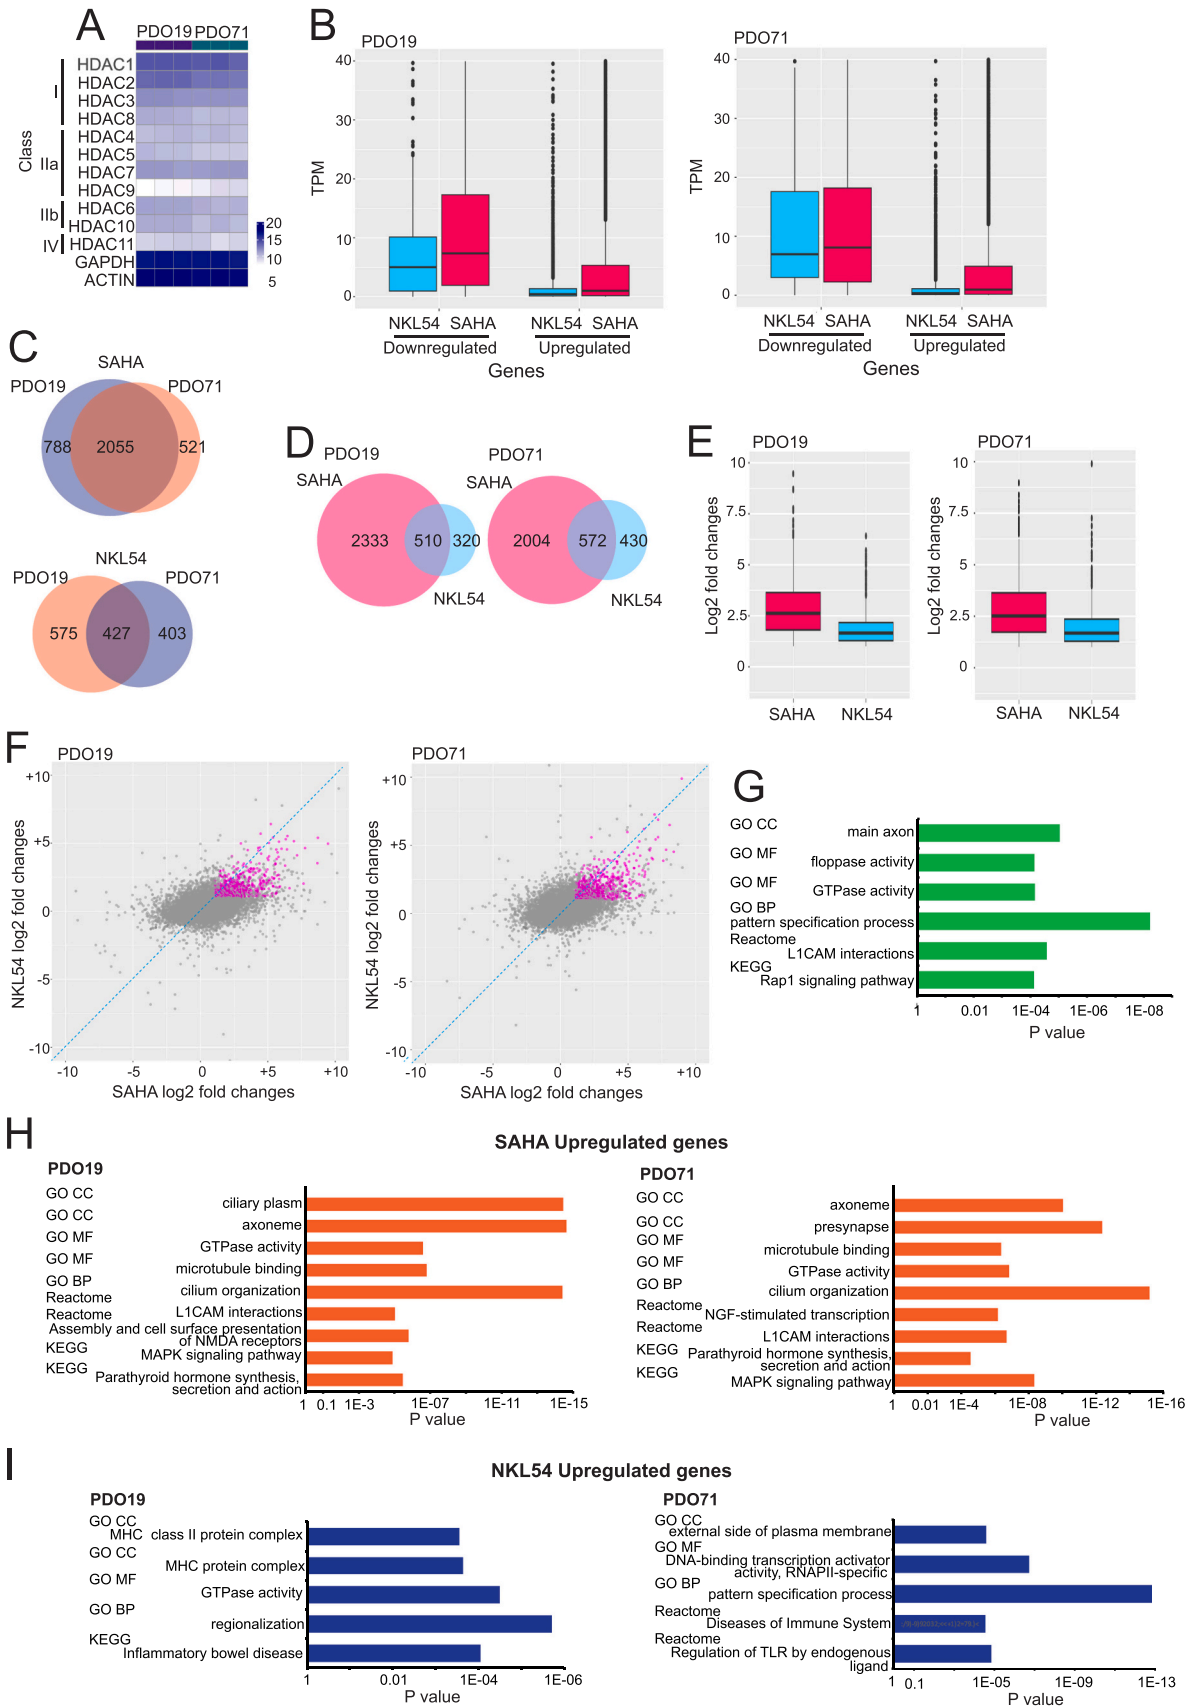 A
PDO19 PDO71
Class
I
HDAC1
HDAC2
HDAC3
HDAC8
IIa
HDAC4
HDAC5
HDAC7
HDAC9
IIb
HDAC6
HDAC10
IV
HDAC11
GAPDH
ACTIN
20
15
10
5
B
PDO19
TPM
40
30
20
10
0
NKL54 SAHA NKL54 SAHA
Downregulated Upregulated
Genes
PDO71
TPM
40
30
20
10
0
NKL54 SAHA NKL54 SAHA
Downregulated Upregulated
Genes
C
SAHA
PDO19 PDO71
788 2055 521
NKL54
PDO19 PDO71
575 427 403
D
PDO19
SAHA
2333 510 320
NKL54
PDO71
SAHA
2004 572 430
NKL54
E
PDO19
Log2 fold changes
10
7.5
5
2.5
0
SAHA NKL54
PDO71
Log2 fold changes
10
7.5
5
2.5
0
SAHA NKL54
F
PDO19
NKL54 log2 fold changes
+10
+5
0
-5
-10
-10 -5 0 +5 +10
SAHA log2 fold changes
PDO71
NKL54 log2 fold changes
+10
+5
0
-5
-10
-10 -5 0 +5 +10
SAHA log2 fold changes
G
GO CC
main axon
GO MF
floppase activity
GO MF
GTPase activity
GO BP
pattern specification process
Reactome
L1CAM interactions
KEGG
Rap1 signaling pathway
1 0.01 1E-04 1E-06 1E-08
P value
H
SAHA Upregulated genes
PDO19
GO CC
ciliary plasm
GO CC
axoneme
GO MF
GTPase activity
GO MF
microtubule binding
GO BP
cilium organization
Reactome
L1CAM interactions
Reactome
Assembly and cell surface presentation
of NMDA receptors
KEGG
MAPK signaling pathway
KEGG
Parathyroid hormone synthesis,
secretion and action
1 0.1 1E-3 1E-07 1E-11 1E-15
P value
PDO71
GO CC
axoneme
GO CC
presynapse
GO MF
microtubule binding
GO MF
GTPase activity
GO BP
cilium organization
Reactome
NGF-stimulated transcription
Reactome
L1CAM interactions
KEGG
Parathyroid hormone synthesis,
secretion and action
KEGG
MAPK signaling pathway
1 0.01 1E-4 1E-08 1E-12 1E-16
P value
I
NKL54 Upregulated genes
PDO19
GO CC
MHC class II protein complex
GO CC
MHC protein complex
GO MF
GTPase activity
GO BP
regionalization
KEGG
Inflammatory bowel disease
1 0.01 1E-04 1E-06
P value
PDO71
GO CC
external side of plasma membrane
GO MF
DNA-binding transcription activator
activity, RNAPII-specific
GO BP
pattern specification process
Reactome
Diseases of Immune System
Reactome
Regulation of TLR by endogenous
ligand
1 0.1 1E-05 1E-09 1E-13
P value